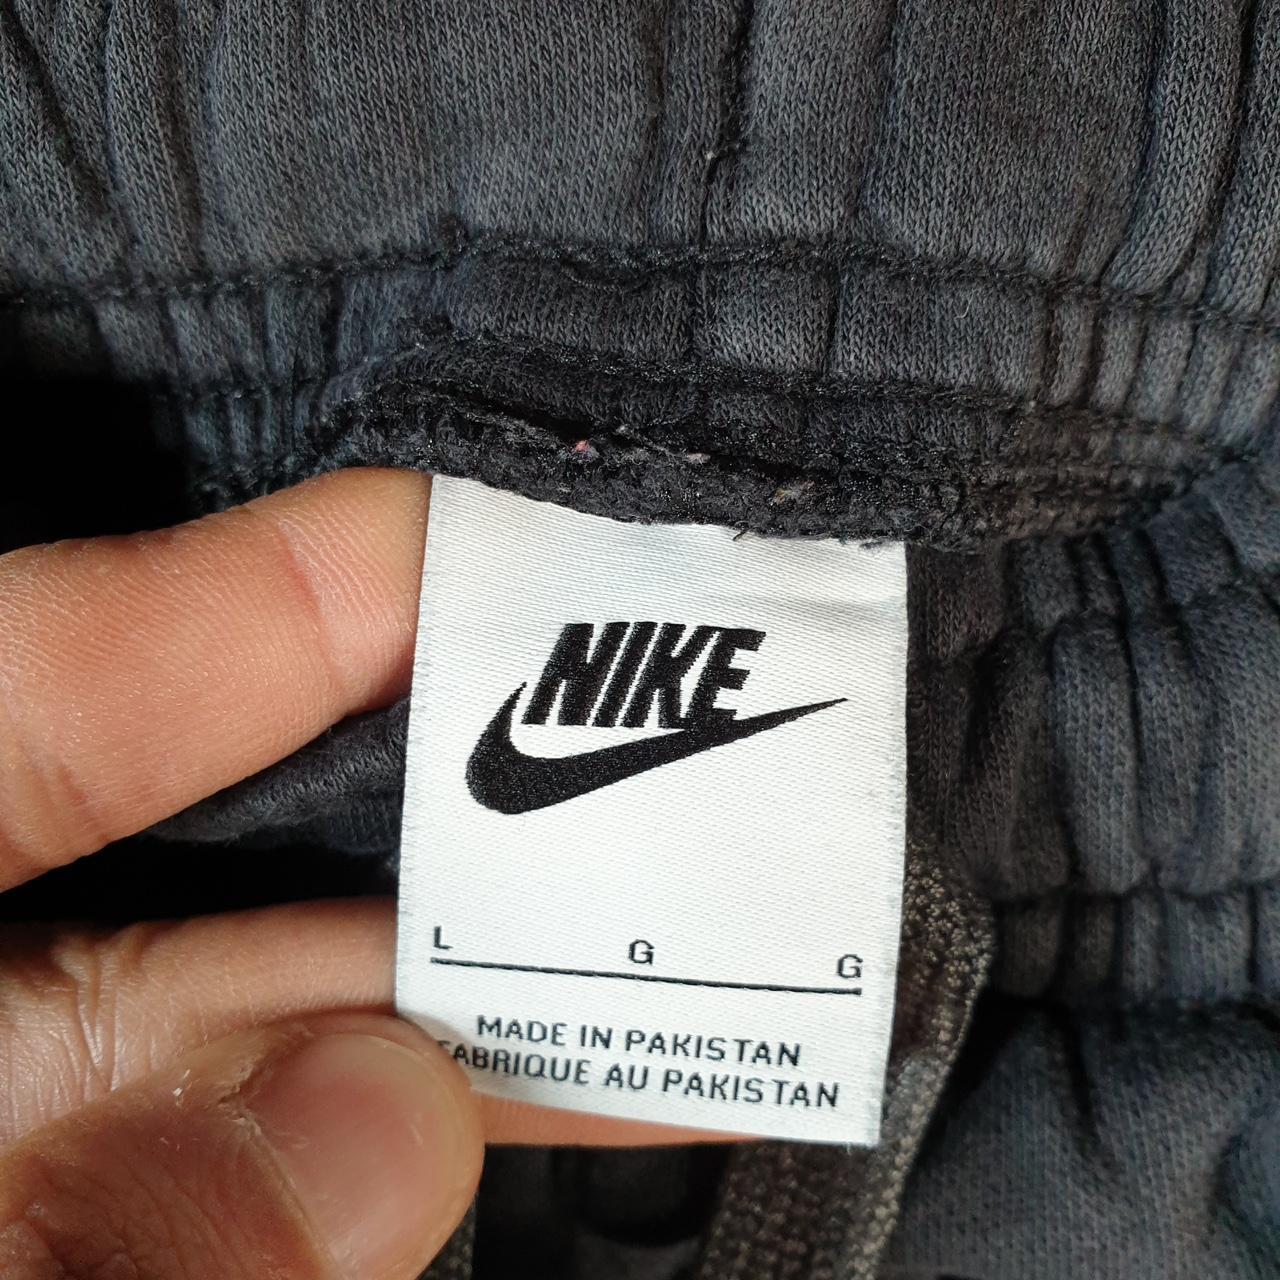 NIKE
L G G
MADE IN PAKISTAN
FABRIQUE AU PAKISTAN